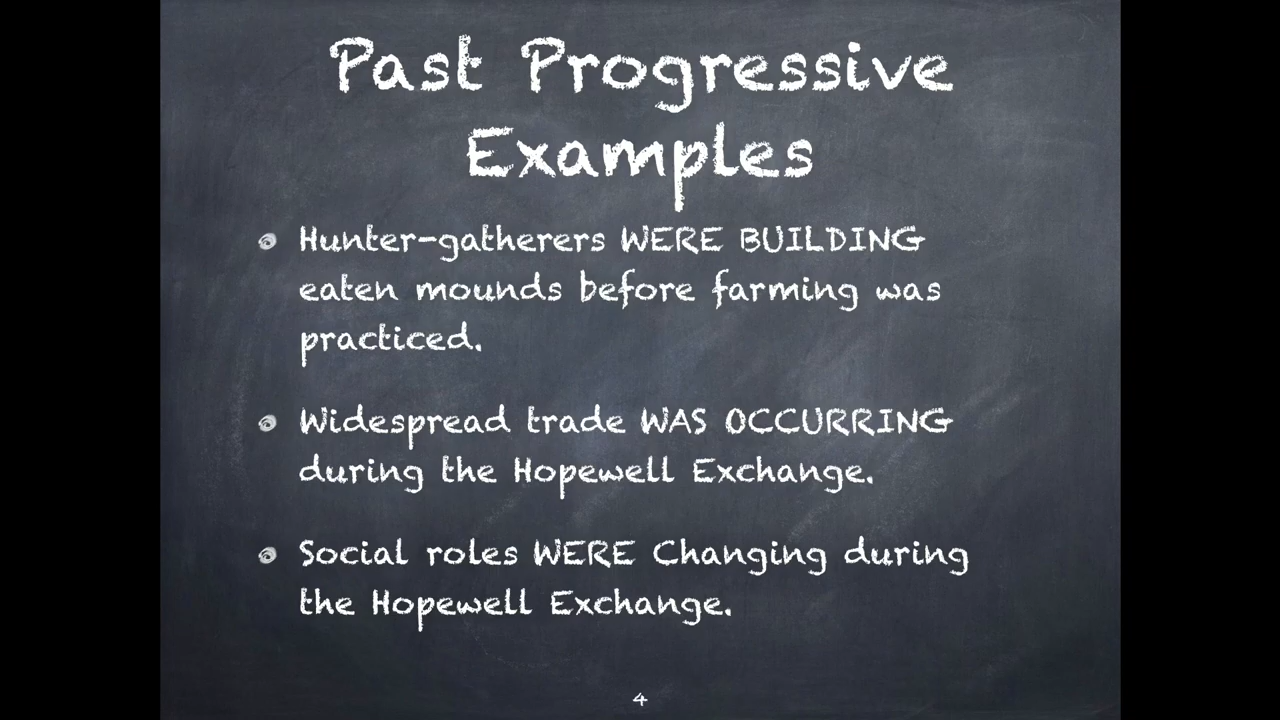 Past Progressive
Examples
Hunter-gatherers WERE BUILDING
eaten mounds before farming was
practiced.
Widespread trade WAS OCCURRING
during the Hopewell Exchange.
Social roles WERE Changing during
the Hopewell Exchange.
4